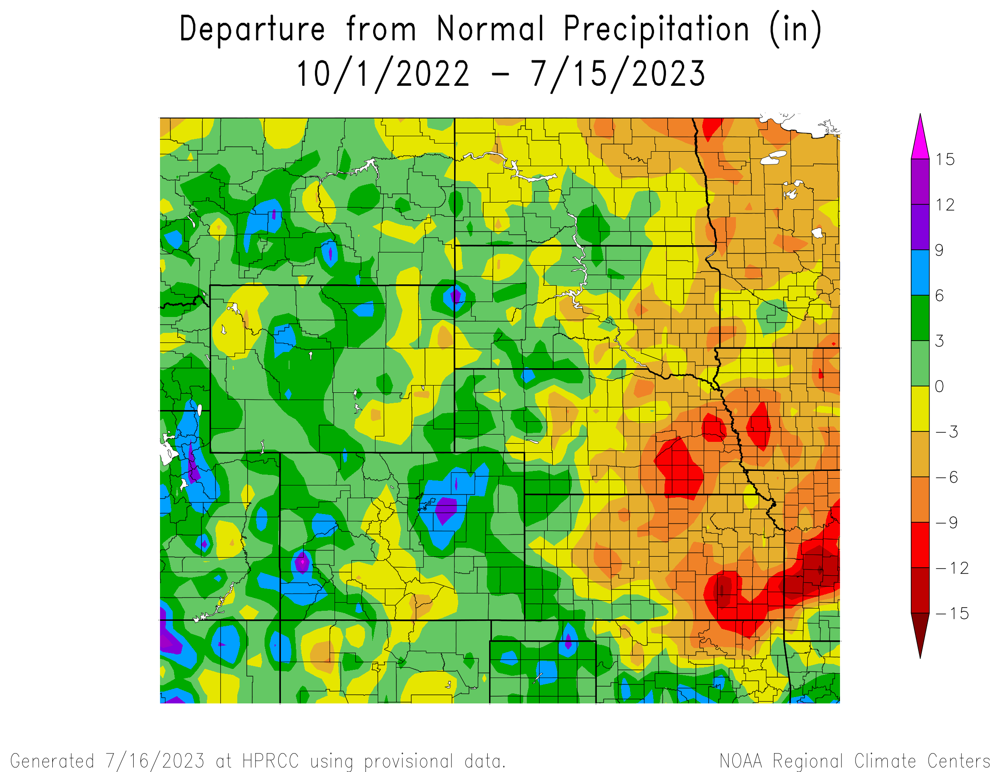 Departure from Normal Precipitation (in)
10/1/2022 – 7/15/2023
15
12
9
6
3
0
−3
−6
−9
−12
−15
Generated 7/16/2023 at HPRCC using provisional data.
NOAA Regional Climate Centers